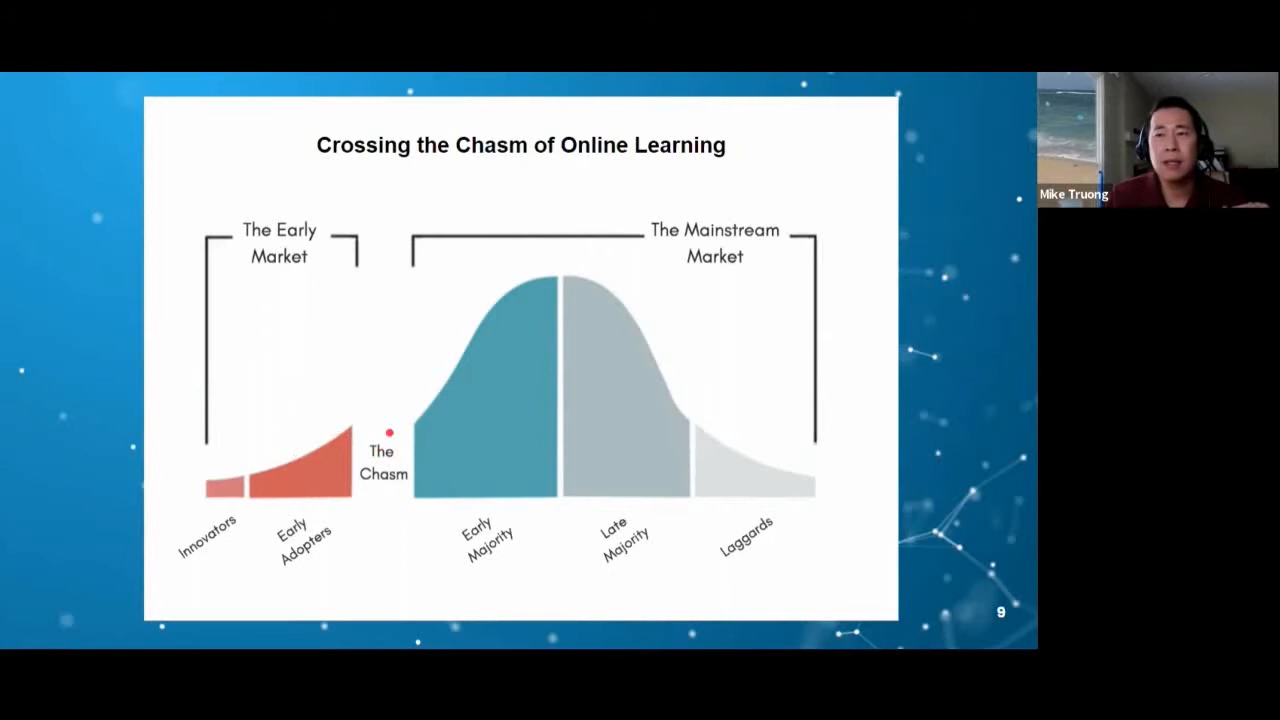 Crossing the Chasm of Online Learning
The Early
Market
The Mainstream
Market
The
Chasm
Innovators
Early
Adopters
Early
Majority
Late
Majority
Laggards
9
Mike Truong